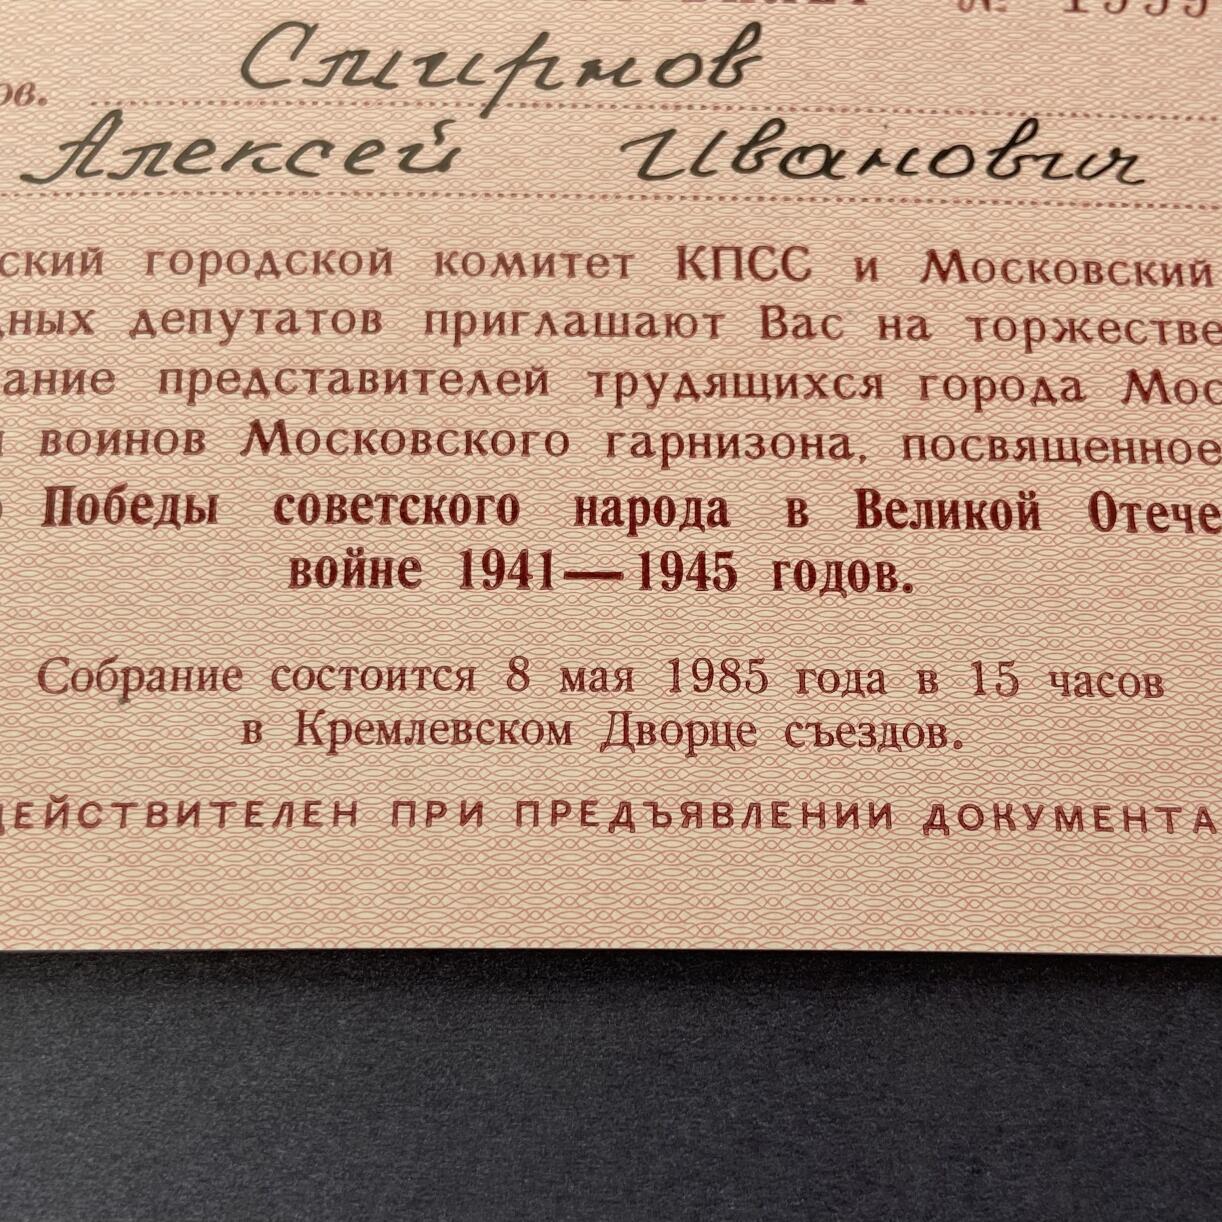 № 1999
ов. Смирнов
Алексей Иванович
ский городской комитет КПСС и Московский
дных депутатов приглашают Вас на торжестве
ание представителей трудящихся города Мос
и воинов Московского гарнизона, посвященное
Победы советского народа в Великой Отече
войне 1941—1945 годов.
Собрание состоится 8 мая 1985 года в 15 часов
в Кремлевском Дворце съездов.
ДЕЙСТВИТЕЛЕН ПРИ ПРЕДЪЯВЛЕНИИ ДОКУМЕНТА